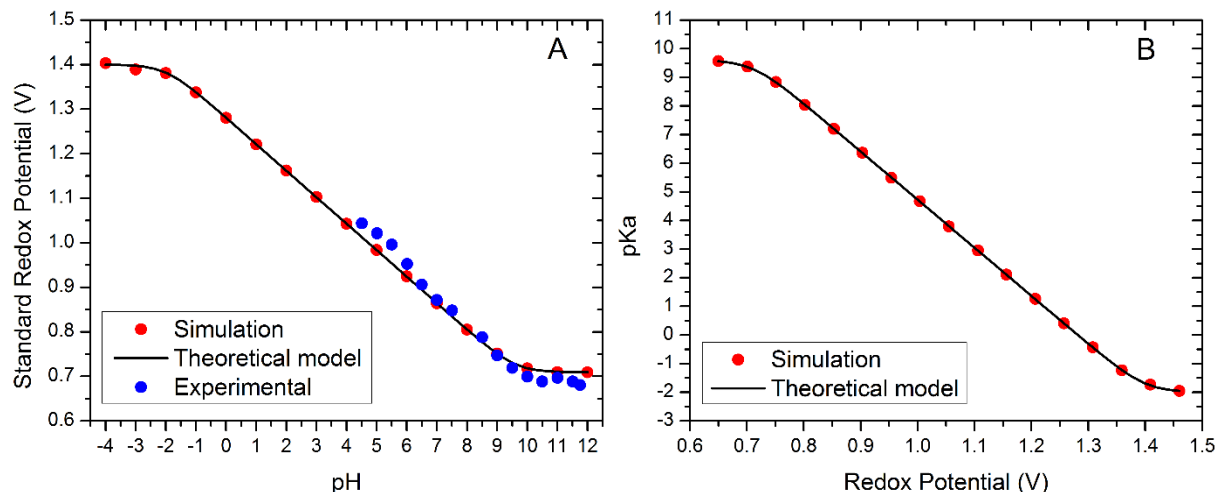 A
Standard Redox Potential (V)
1.5
1.4
1.3
1.2
1.1
1.0
0.9
0.8
0.7
0.6
Simulation
Theoretical model
Experimental
-4 -3 -2 -1 0 1 2 3 4 5 6 7 8 9 10 11 12
pH
B
pKa
11
10
9
8
7
6
5
4
3
2
1
0
-1
-2
-3
Simulation
Theoretical model
0.6 0.7 0.8 0.9 1.0 1.1 1.2 1.3 1.4 1.5
Redox Potential (V)